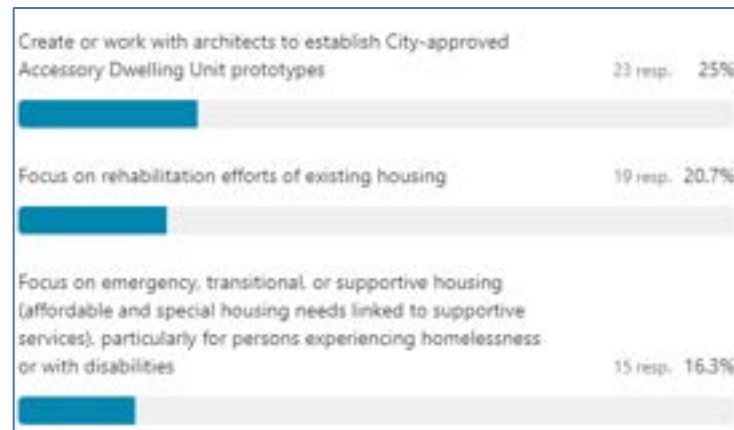 Create or work with architects to establish City-approved
Accessory Dwelling Unit prototypes 23 resp. 25%
Focus on rehabilitation efforts of existing housing 19 resp. 20.7%
Focus on emergency, transitional, or supportive housing
(affordable and special housing needs linked to supportive
services), particularly for persons experiencing homelessness
or with disabilities 15 resp. 16.3%